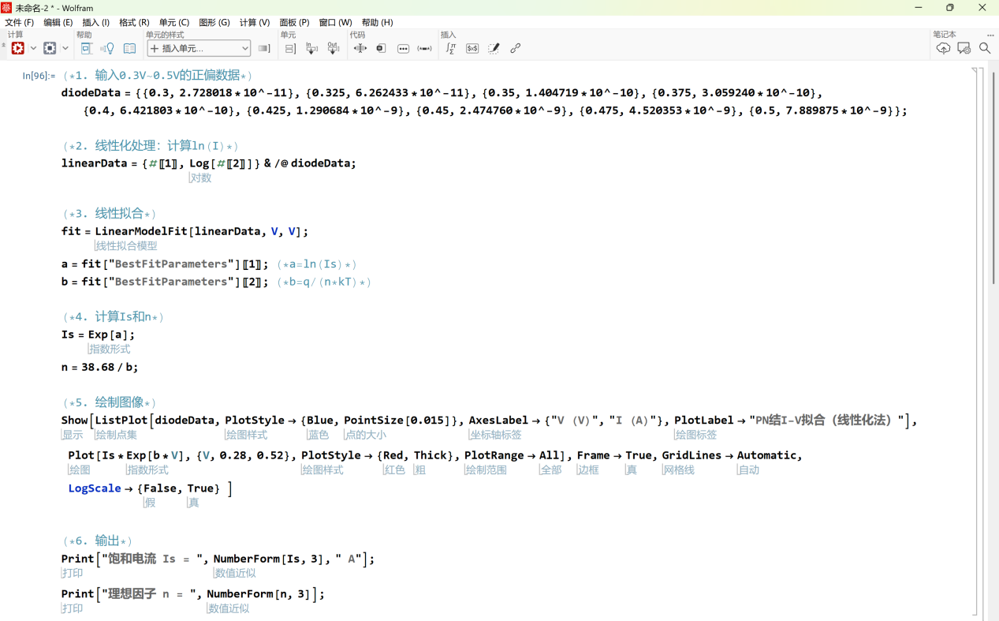 未命名-2 * - Wolfram
文件 (F) 编辑 (E) 插入 (I) 格式 (R) 单元 (C) 图形 (G) 计算 (V) 面板 (P) 窗口 (W) 帮助 (H)
计算 帮助 单元的样式 单元 代码 插入 笔记本
插入单元... In Out $x$
In[96]:= (*1. 输入0.3V~0.5V的正偏数据*)
diodeData = {{0.3, 2.728018*10^-11}, {0.325, 6.262433*10^-11}, {0.35, 1.404719*10^-10}, {0.375, 3.059240*10^-10},
{0.4, 6.421803*10^-10}, {0.425, 1.290684*10^-9}, {0.45, 2.474760*10^-9}, {0.475, 4.520353*10^-9}, {0.5, 7.889875*10^-9}};
(*2. 线性化处理：计算ln(I)*)
linearData = {#〚1〛, Log[#〚2〛]} & /@ diodeData;
对数
(*3. 线性拟合*)
fit = LinearModelFit[linearData, V, V];
线性拟合模型
a = fit["BestFitParameters"]〚1〛; (*a=ln(Is)*)
b = fit["BestFitParameters"]〚2〛; (*b=q/(n*kT)*)
(*4. 计算Is和n*)
Is = Exp[a];
指数形式
n = 38.68 / b;
(*5. 绘制图像*)
Show[ListPlot[diodeData, PlotStyle → {Blue, PointSize[0.015]}, AxesLabel → {"V (V)", "I (A)"}, PlotLabel → "PN结I-V拟合（线性化法）"],
显示 绘制点集 绘图样式 蓝色 点的大小 坐标轴标签 绘图标签
Plot[Is * Exp[b * V], {V, 0.28, 0.52}, PlotStyle → {Red, Thick}, PlotRange → All], Frame → True, GridLines → Automatic,
绘图 指数形式 绘图样式 红色 粗 绘制范围 全部 边框 真 网格线 自动
LogScale → {False, True} ]
假 真
(*6. 输出*)
Print["饱和电流 Is = ", NumberForm[Is, 3], " A"];
打印 数值近似
Print["理想因子 n = ", NumberForm[n, 3]];
打印 数值近似